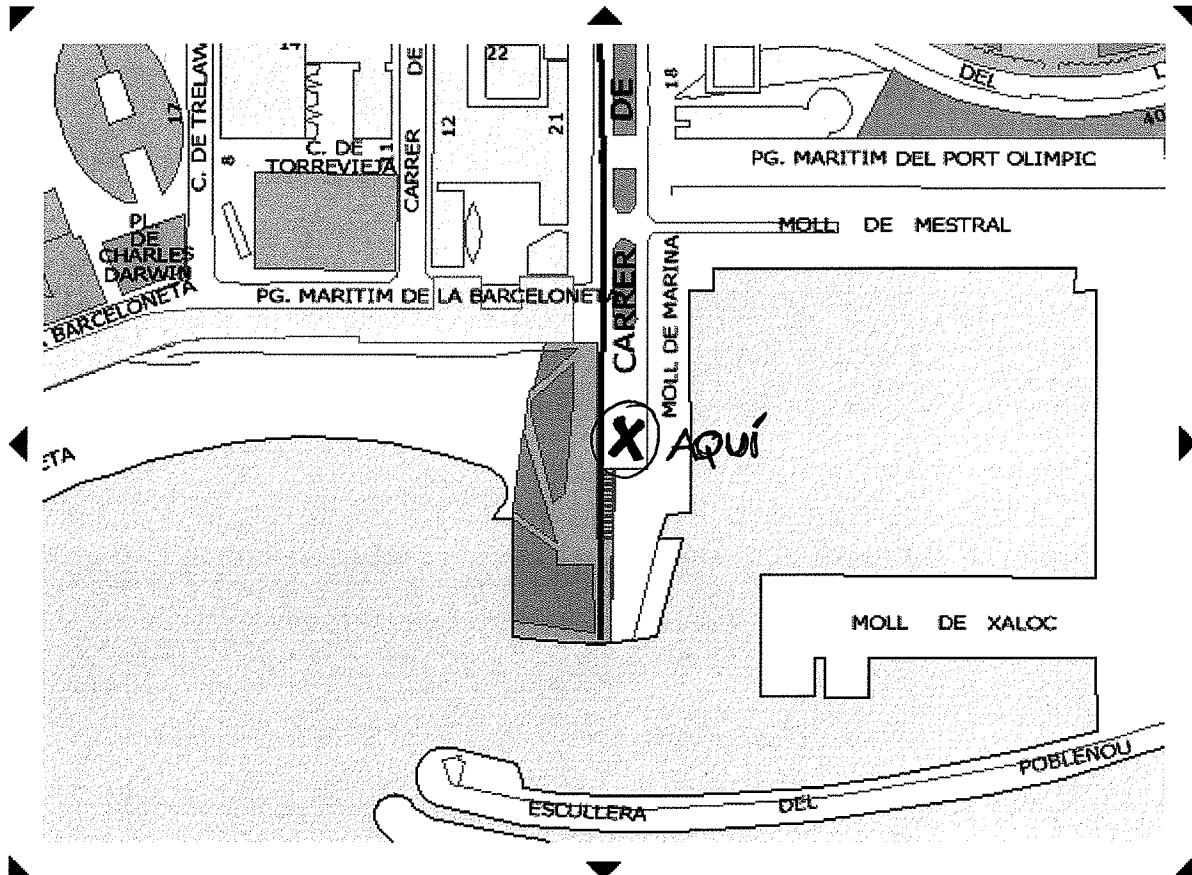 14
22
DE
DE
18
DEL
17
C. DE TRELAW
8
C. DE
TORREVIEJA
1
CARRER
12
21
40
PG. MARITIM DEL PORT OLIMPIC
PL.
DE
CHARLES
DARWIN
MOLL DE MESTRAL
BARCELONETA
PG. MARITIM DE LA BARCELONETA
CARRER
MOLL DE MARINA
X AQUÍ
ETA
MOLL DE XALOC
ESCULLERA DEL POBLENOU